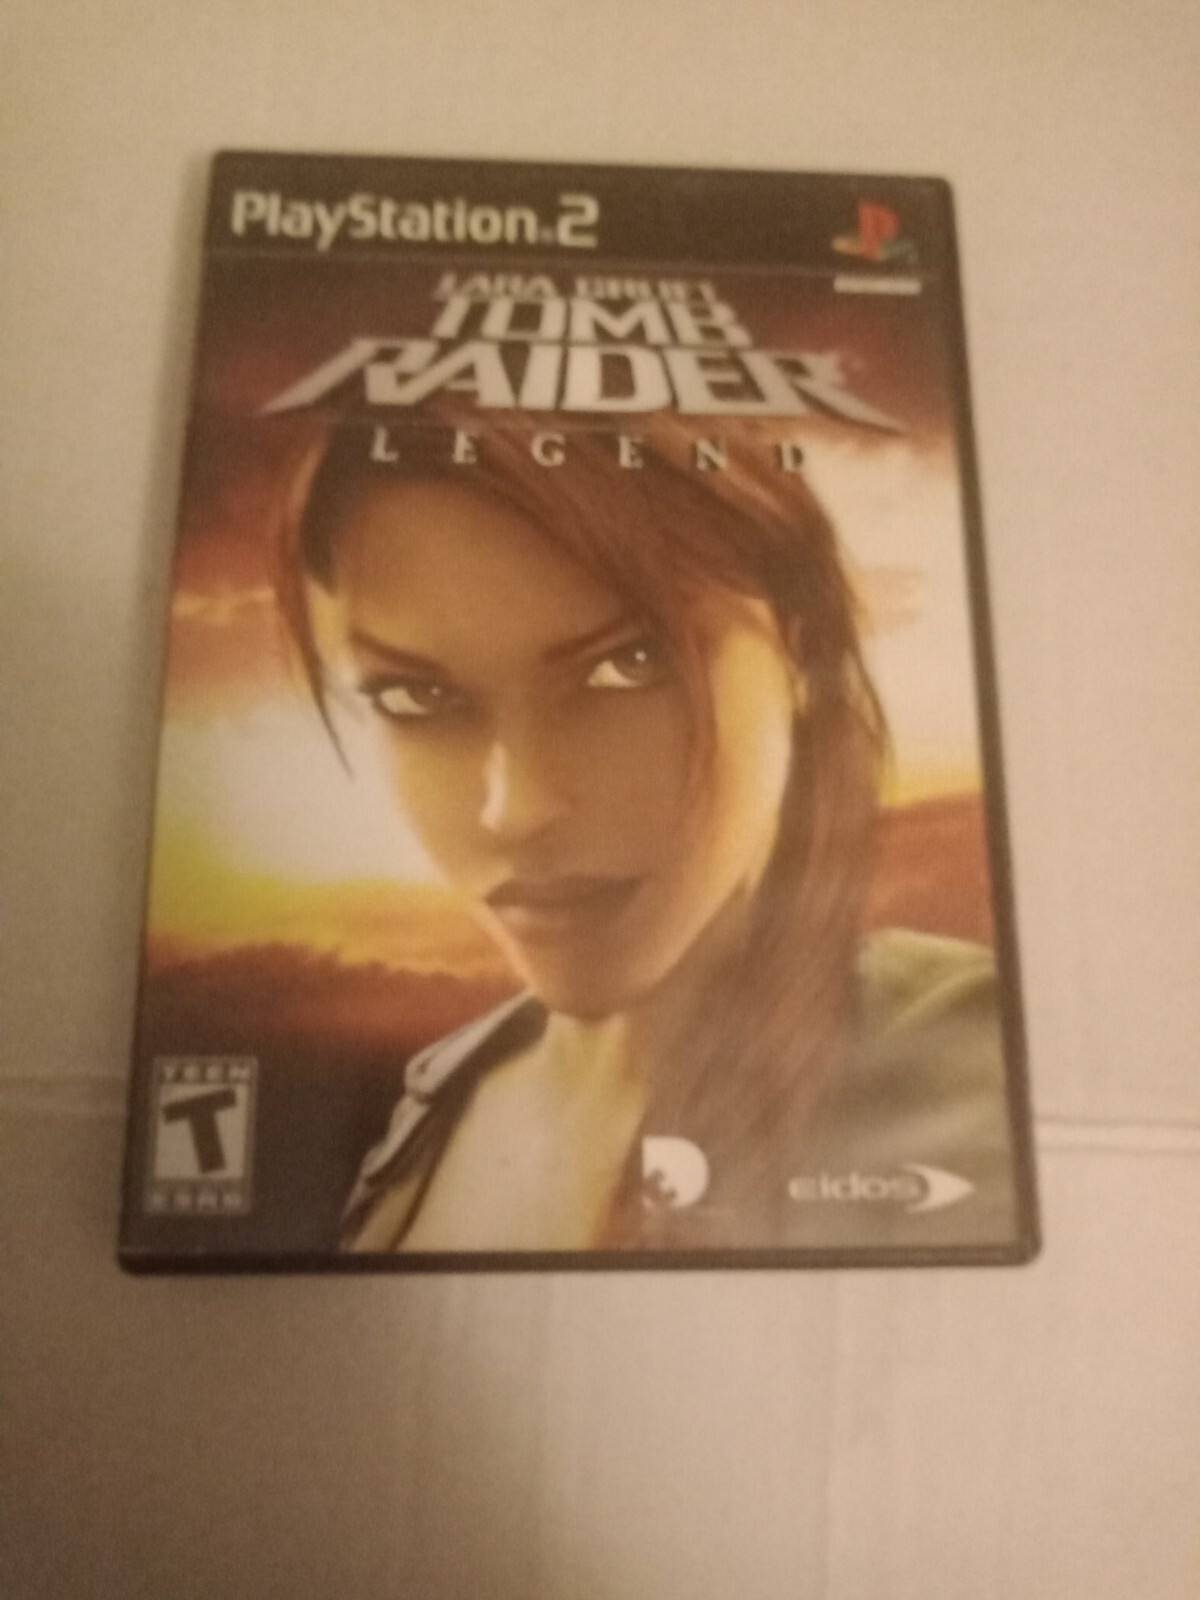 PlayStation.2
LARA CROFT
TOMB
RAIDER
LEGEND
TEEN
T
ESRB
eidos